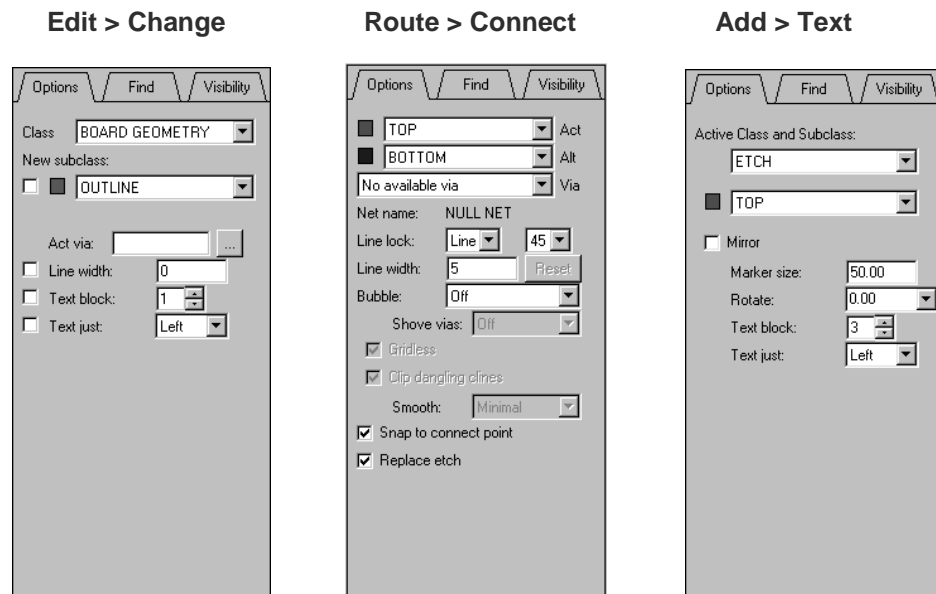 Edit > Change
Options Find Visibility
Class BOARD GEOMETRY
New subclass:
OUTLINE
Act via: ...
Line width: 0
Text block: 1
Text just: Left
Route > Connect
Options Find Visibility
TOP Act
BOTTOM Alt
No available via Via
Net name: NULL NET
Line lock: Line 45
Line width: 5 Reset
Bubble: Off
Shove vias: Off
Gridless
Clip dangling clines
Smooth: Minimal
Snap to connect point
Replace etch
Add > Text
Options Find Visibility
Active Class and Subclass:
ETCH
TOP
Mirror
Marker size: 50.00
Rotate: 0.00
Text block: 3
Text just: Left